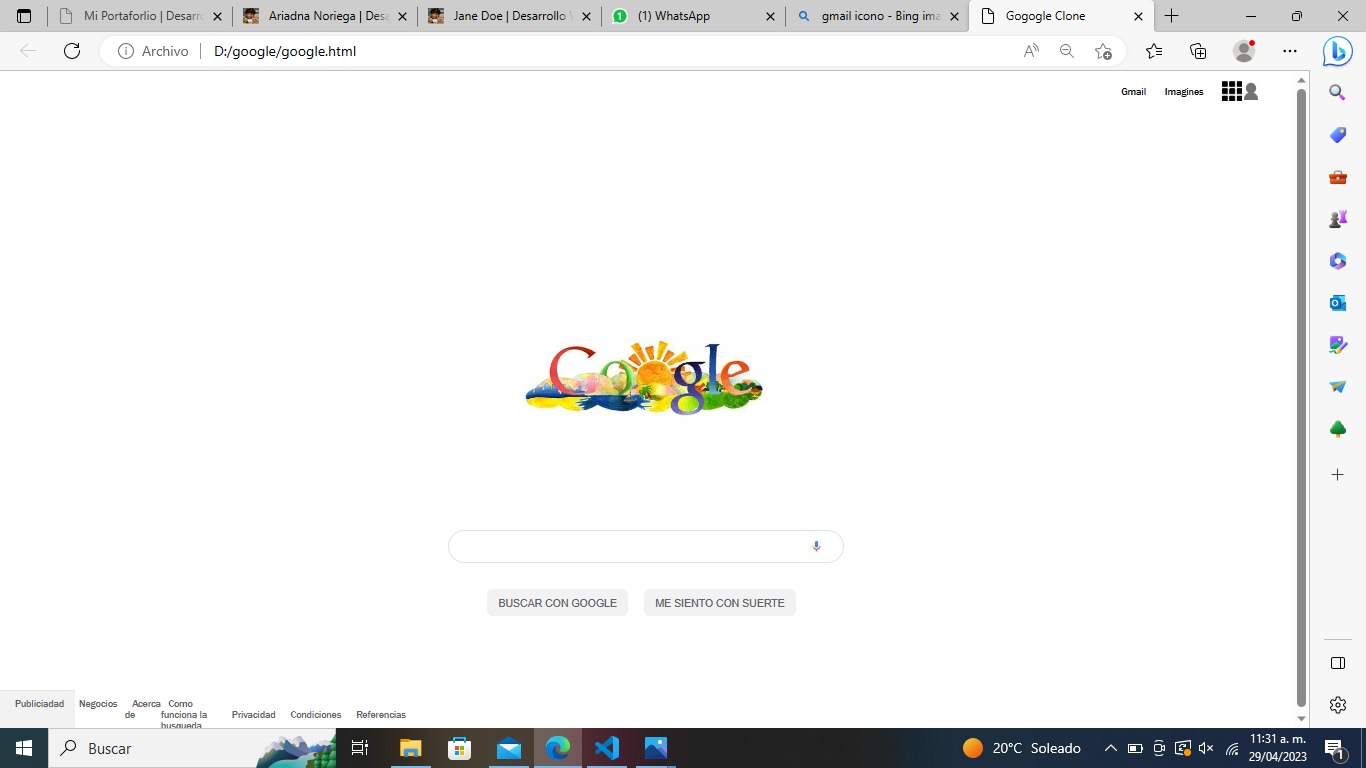 Mi Portaforlio | Desarro
Ariadna Noriega | Desa
Jane Doe | Desarrollo
(1) WhatsApp
gmail icono - Bing ima
Gogogle Clone
Archivo
D:/google/google.html
Gmail
Imagines
Google
BUSCAR CON GOOGLE
ME SIENTO CON SUERTE
Publiciadad
Negocios
Acerca
de
Como
funciona la
busqueda
Privacidad
Condiciones
Referencias
Buscar
20°C Soleado
11:31 a. m.
29/04/2023
1